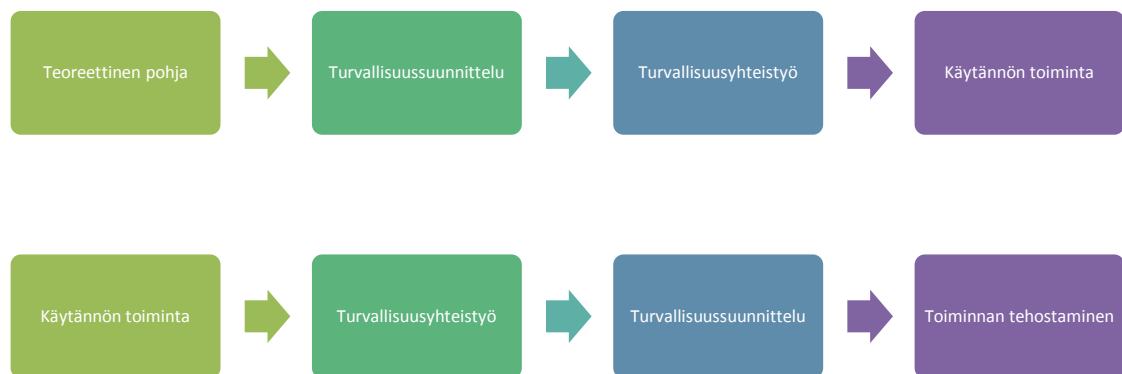 Teoreettinen pohja
Turvallisuussuunnittelu
Turvallisuusyhteistyö
Käytännön toiminta
Käytännön toiminta
Turvallisuusyhteistyö
Turvallisuussuunnittelu
Toiminnan tehostaminen